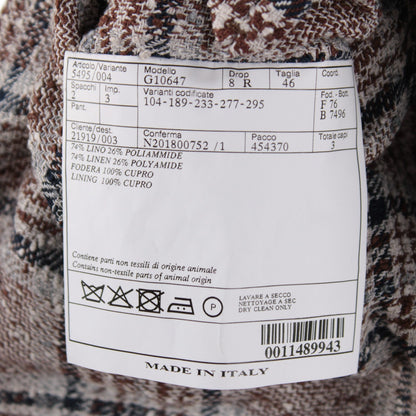 Articolo/Variante Modello Drop Taglia Coord.
5495/004 G10647 8 R 46
Spacchi Imp. Varianti codificate Fod. - Bott.
2 3 104-189-233-277-295 F 76
Pant. B 7496
Cliente/dest. Conferma Pacco Totale capi
21919/003 N201800752 /1 454370 3
74% LINO 26% POLIAMMIDE
74% LINEN 26% POLYAMIDE
FODERA 100% CUPRO
LINING 100% CUPRO
Contiene parti non tessili di origine animale
Contains non-textile parts of animal origin
P
LAVARE A SECCO
NETTOYAGE A SEC
DRY CLEAN ONLY
0011489943
MADE IN ITALY